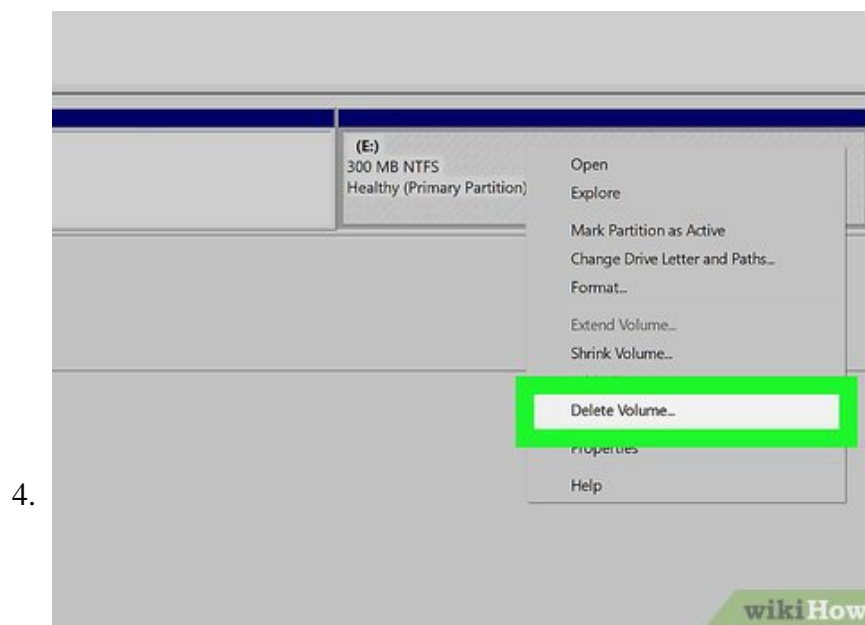 (E:)
300 MB NTFS
Healthy (Primary Partition)
Open
Explore
Mark Partition as Active
Change Drive Letter and Paths...
Format...
Extend Volume...
Shrink Volume...
Delete Volume...
Properties
Help
4.
wikiHow